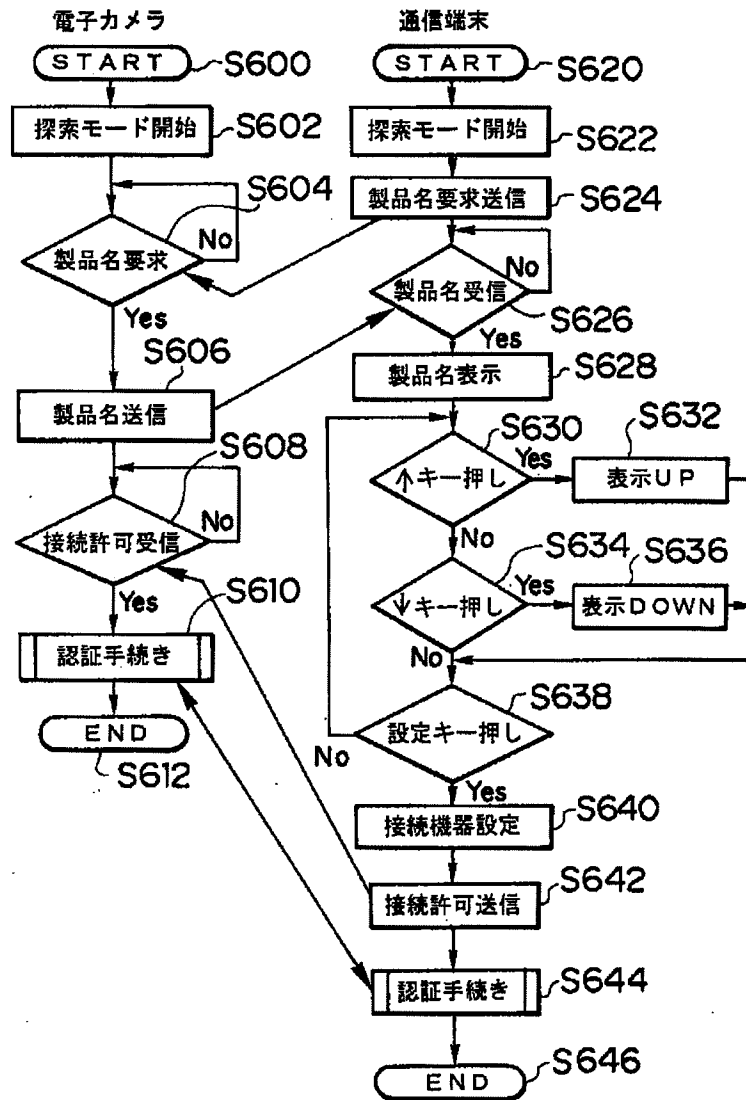 電子カメラ
START
S600
探索モード開始
S602
S604
製品名要求
No
Yes
S606
製品名送信
S608
接続許可受信
No
Yes
S610
認証手続き
END
S612
通信端末
START
S620
探索モード開始
S622
製品名要求送信
S624
製品名受信
No
S626
Yes
製品名表示
S628
S630
↑キー押し
Yes
S632
表示UP
No
S634
↓キー押し
Yes
S636
表示DOWN
No
S638
設定キー押し
No
Yes
接続機器設定
S640
接続許可送信
S642
認証手続き
S644
END
S646